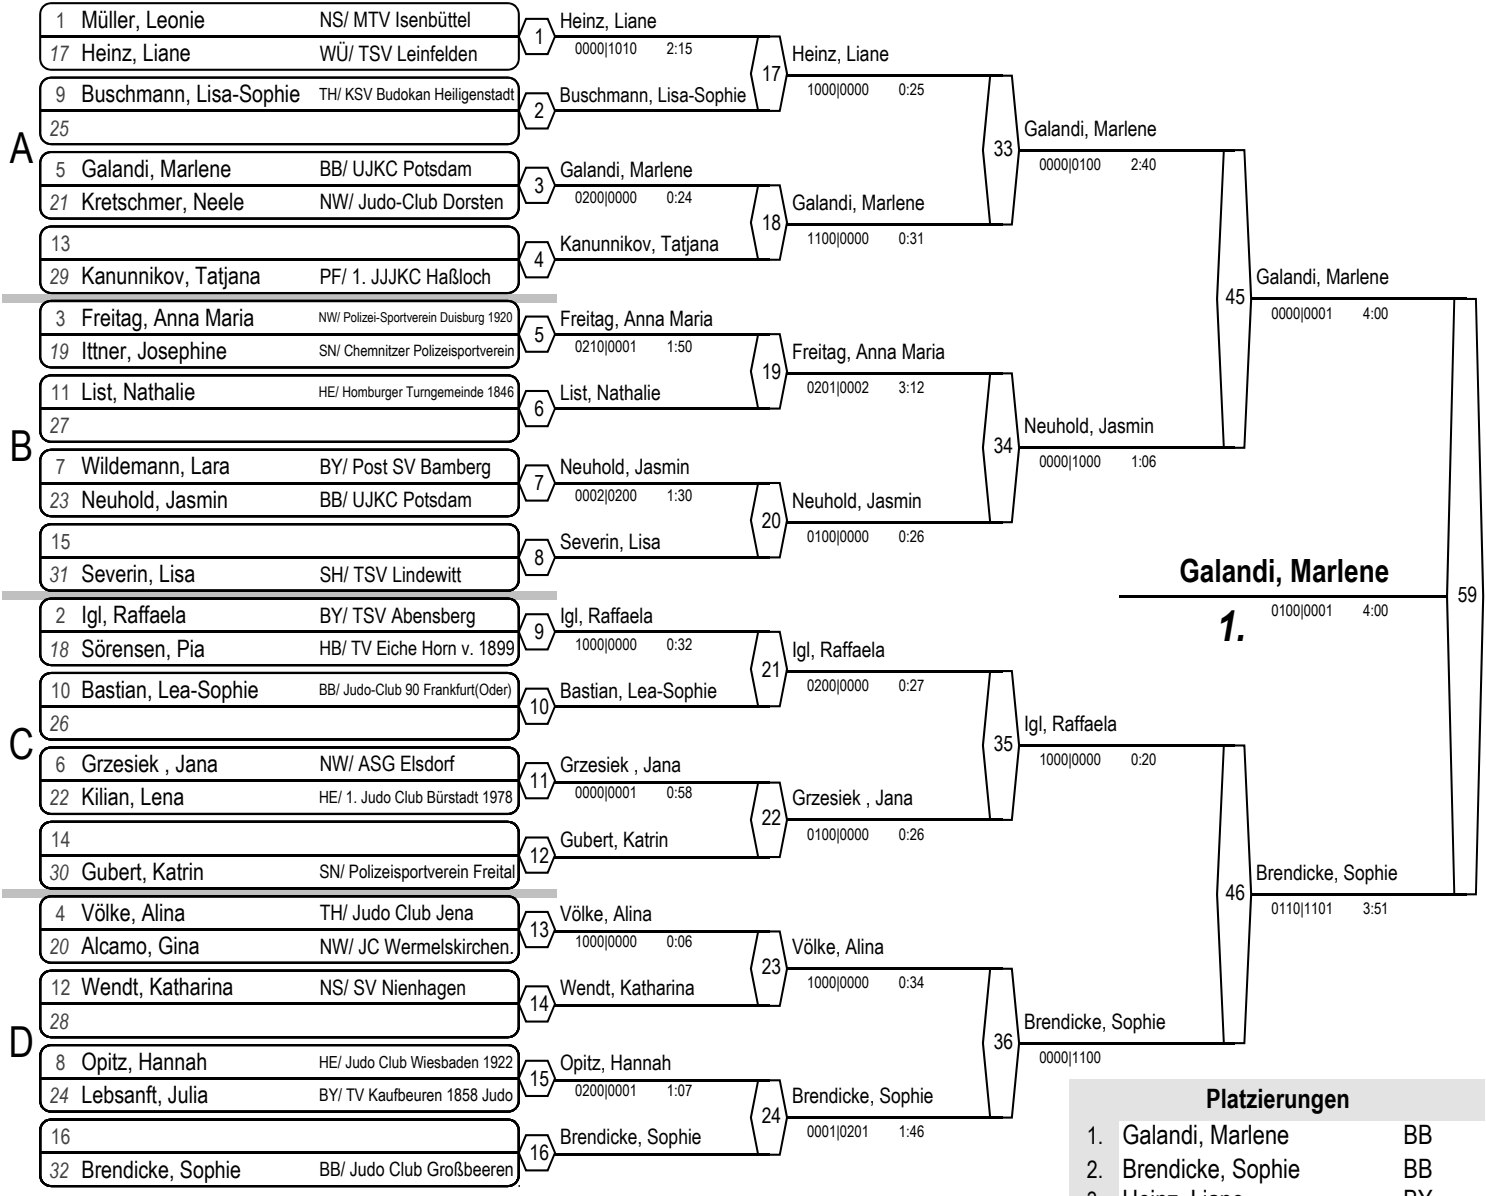 1 Müller, Leonie NS/ MTV Isenbüttel
17 Heinz, Liane WÜ/ TSV Leinfelden
9 Buschmann, Lisa-Sophie TH/ KSV Budokan Heiligenstadt
25
A
5 Galandi, Marlene BB/ UJKC Potsdam
21 Kretschmer, Neele NW/ Judo-Club Dorsten
13
29 Kanunnikov, Tatjana PF/ 1. JJJKC Haßloch
3 Freitag, Anna Maria NW/ Polizei-Sportverein Duisburg 1920
19 Ittner, Josephine SN/ Chemnitzer Polizeisportverein
11 List, Nathalie HE/ Homburger Turngemeinde 1846
27
B
7 Wildemann, Lara BY/ Post SV Bamberg
23 Neuhold, Jasmin BB/ UJKC Potsdam
15
31 Severin, Lisa SH/ TSV Lindewitt
2 Igl, Raffaela BY/ TSV Abensberg
18 Sörensen, Pia HB/ TV Eiche Horn v. 1899
10 Bastian, Lea-Sophie BB/ Judo-Club 90 Frankfurt(Oder)
26
C
6 Grzesiek , Jana NW/ ASG Elsdorf
22 Kilian, Lena HE/ 1. Judo Club Bürstadt 1978
14
30 Gubert, Katrin SN/ Polizeisportverein Freital
4 Völke, Alina TH/ Judo Club Jena
20 Alcamo, Gina NW/ JC Wermelskirchen.
12 Wendt, Katharina NS/ SV Nienhagen
28
D
8 Opitz, Hannah HE/ Judo Club Wiesbaden 1922
24 Lebsanft, Julia BY/ TV Kaufbeuren 1858 Judo
16
32 Brendicke, Sophie BB/ Judo Club Großbeeren
1 Heinz, Liane
0000|1010 2:15
2 Buschmann, Lisa-Sophie
3 Galandi, Marlene
0200|0000 0:24
4 Kanunnikov, Tatjana
5 Freitag, Anna Maria
0210|0001 1:50
6 List, Nathalie
7 Neuhold, Jasmin
0002|0200 1:30
8 Severin, Lisa
9 Igl, Raffaela
1000|0000 0:32
10 Bastian, Lea-Sophie
11 Grzesiek , Jana
0000|0001 0:58
12 Gubert, Katrin
13 Völke, Alina
1000|0000 0:06
14 Wendt, Katharina
15 Opitz, Hannah
0200|0001 1:07
16 Brendicke, Sophie
17 Heinz, Liane
1000|0000 0:25
18 Galandi, Marlene
1100|0000 0:31
19 Freitag, Anna Maria
0201|0002 3:12
20 Neuhold, Jasmin
0100|0000 0:26
21 Igl, Raffaela
0200|0000 0:27
22 Grzesiek , Jana
0100|0000 0:26
23 Völke, Alina
1000|0000 0:34
24 Brendicke, Sophie
0001|0201 1:46
33 Galandi, Marlene
0000|0100 2:40
34 Neuhold, Jasmin
0000|1000 1:06
35 Igl, Raffaela
1000|0000 0:20
36 Brendicke, Sophie
0000|1100
45 Galandi, Marlene
0000|0001 4:00
46 Brendicke, Sophie
0110|1101 3:51
59 Galandi, Marlene
1. 0100|0001 4:00
Platzierungen
1. Galandi, Marlene BB
2. Brendicke, Sophie BB